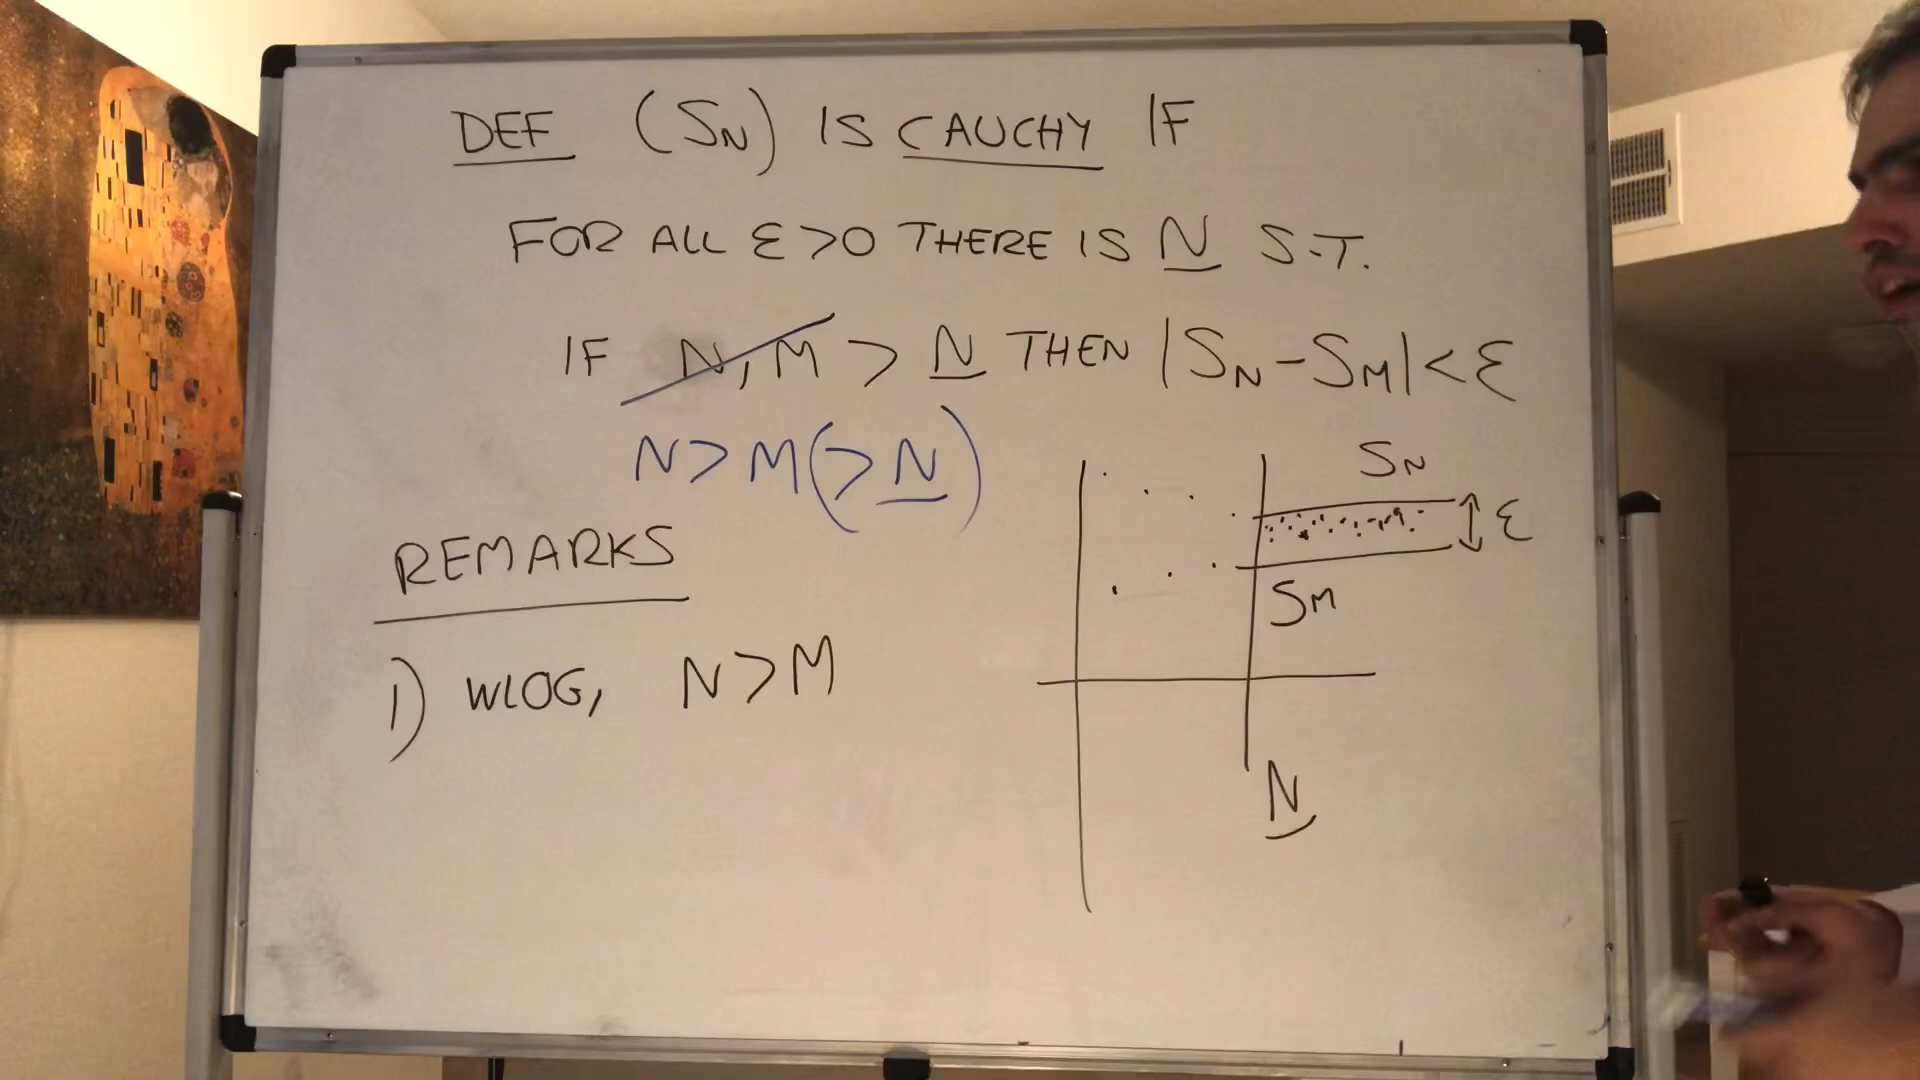 DEF (SN) IS CAUCHY IF
FOR ALL ε>0 THERE IS N S.T.
IF N,M > N THEN |SN-SM|<ε
N>M(>N)
REMARKS
1) WLOG, N>M
SN
ε
SM
N